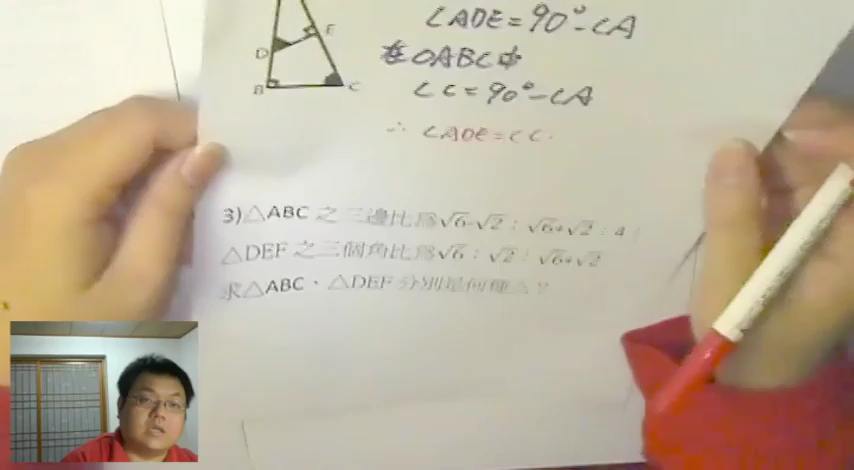 E
D
B
C
∠ADE=90°-∠A
在△ABC中
∠C=90°-∠A
∴ ∠ADE=∠C
3)△ABC 之三邊比為√6-√2：√6+√2：4；
△DEF 之三個角比為√6：√2：√6+√2
求△ABC、△DEF 分別是何種△？